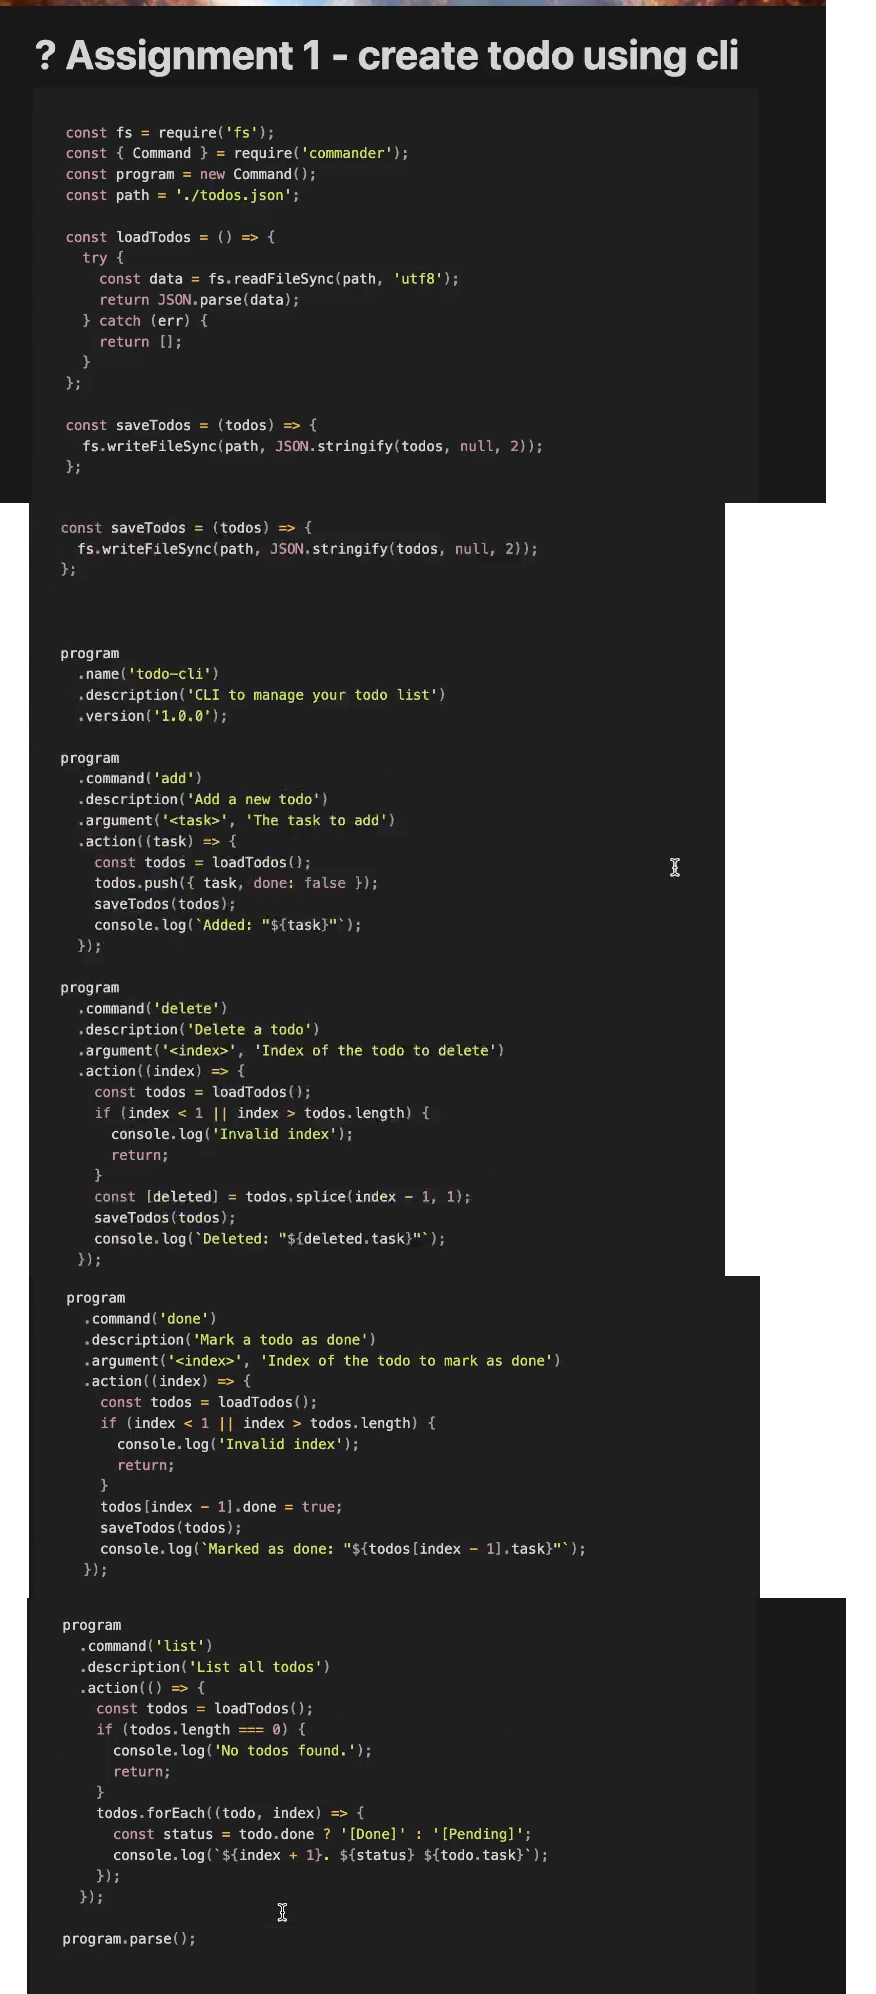 ? Assignment 1 - create todo using cli
const fs = require('fs');
const { Command } = require('commander');
const program = new Command();
const path = './todos.json';
const loadTodos = () => {
  try {
    const data = fs.readFileSync(path, 'utf8');
    return JSON.parse(data);
  } catch (err) {
    return [];
  }
};
const saveTodos = (todos) => {
  fs.writeFileSync(path, JSON.stringify(todos, null, 2));
};
const saveTodos = (todos) => {
  fs.writeFileSync(path, JSON.stringify(todos, null, 2));
};
program
  .name('todo-cli')
  .description('CLI to manage your todo list')
  .version('1.0.0');
program
  .command('add')
  .description('Add a new todo')
  .argument('<task>', 'The task to add')
  .action((task) => {
    const todos = loadTodos();
    todos.push({ task, done: false });
    saveTodos(todos);
    console.log(`Added: "${task}"`);
  });
program
  .command('delete')
  .description('Delete a todo')
  .argument('<index>', 'Index of the todo to delete')
  .action((index) => {
    const todos = loadTodos();
    if (index < 1 || index > todos.length) {
      console.log('Invalid index');
      return;
    }
    const [deleted] = todos.splice(index - 1, 1);
    saveTodos(todos);
    console.log(`Deleted: "${deleted.task}"`);
  });
program
  .command('done')
  .description('Mark a todo as done')
  .argument('<index>', 'Index of the todo to mark as done')
  .action((index) => {
    const todos = loadTodos();
    if (index < 1 || index > todos.length) {
      console.log('Invalid index');
      return;
    }
    todos[index - 1].done = true;
    saveTodos(todos);
    console.log(`Marked as done: "${todos[index - 1].task}"`);
  });
program
  .command('list')
  .description('List all todos')
  .action(() => {
    const todos = loadTodos();
    if (todos.length === 0) {
      console.log('No todos found.');
      return;
    }
    todos.forEach((todo, index) => {
      const status = todo.done ? '[Done]' : '[Pending]';
      console.log(`${index + 1}. ${status} ${todo.task}`);
    });
  });
program.parse();